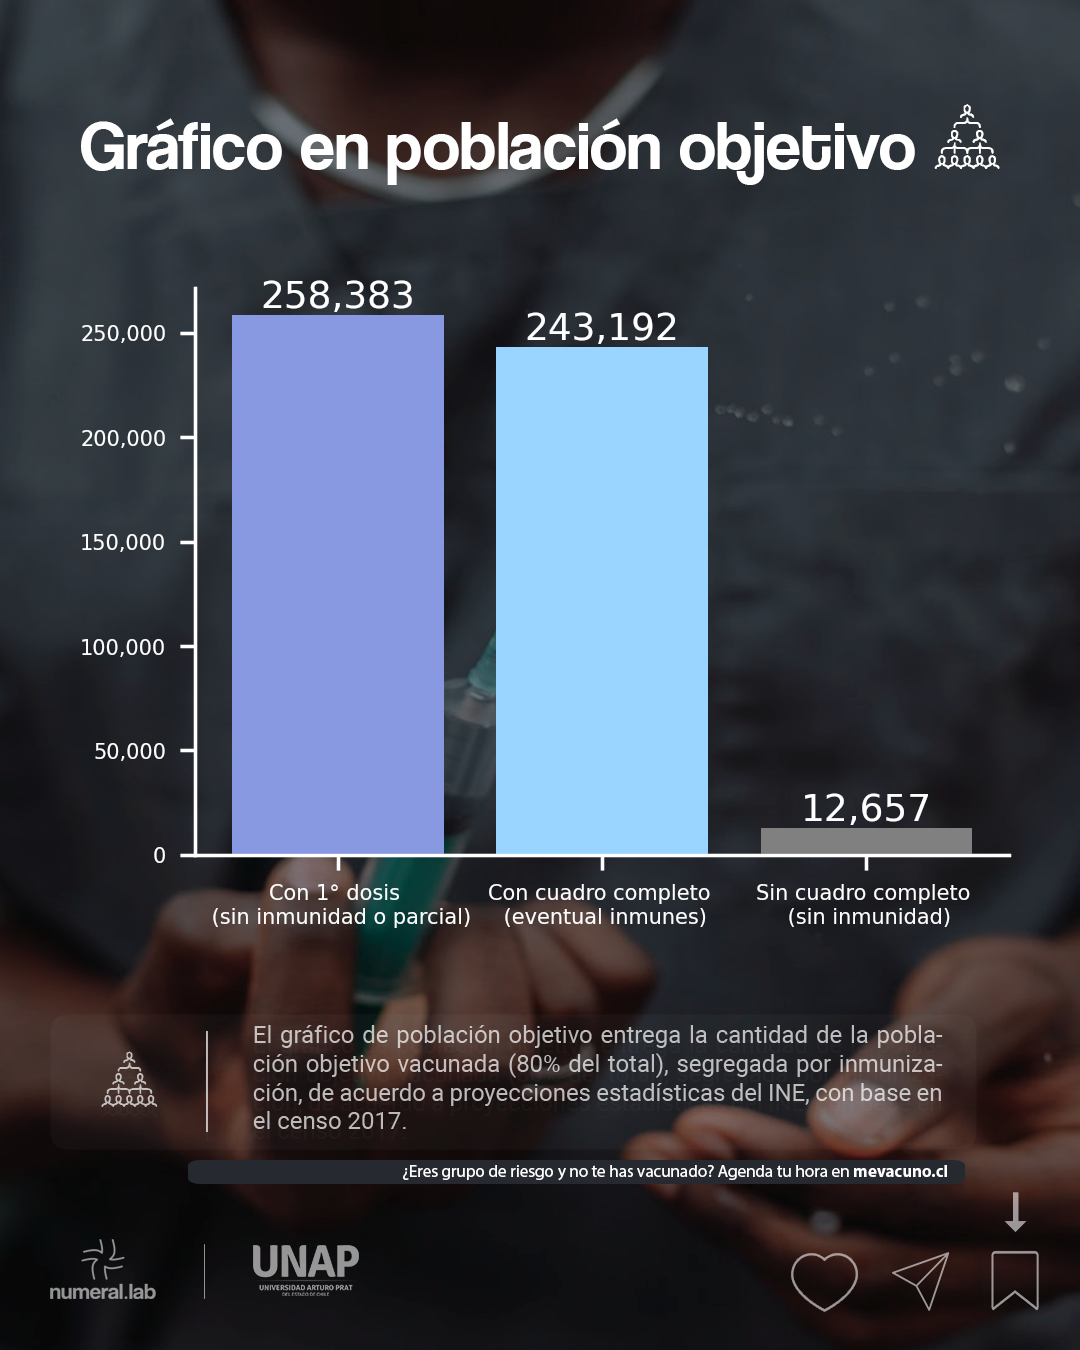 Gráfico en población objetivo
258,383
243,192
12,657
250,000
200,000
150,000
100,000
50,000
0
Con 1° dosis
(sin inmunidad o parcial)
Con cuadro completo
(eventual inmunes)
Sin cuadro completo
(sin inmunidad)
El gráfico de población objetivo entrega la cantidad de la pobla-
ción objetivo vacunada (80% del total), segregada por inmuniza-
ción, de acuerdo a proyecciones estadísticas del INE, con base en
el censo 2017.
¿Eres grupo de riesgo y no te has vacunado? Agenda tu hora en mevacuno.cl
numeral.lab
UNAP
UNIVERSIDAD ARTURO PRAT
DEL ESTADO DE CHILE